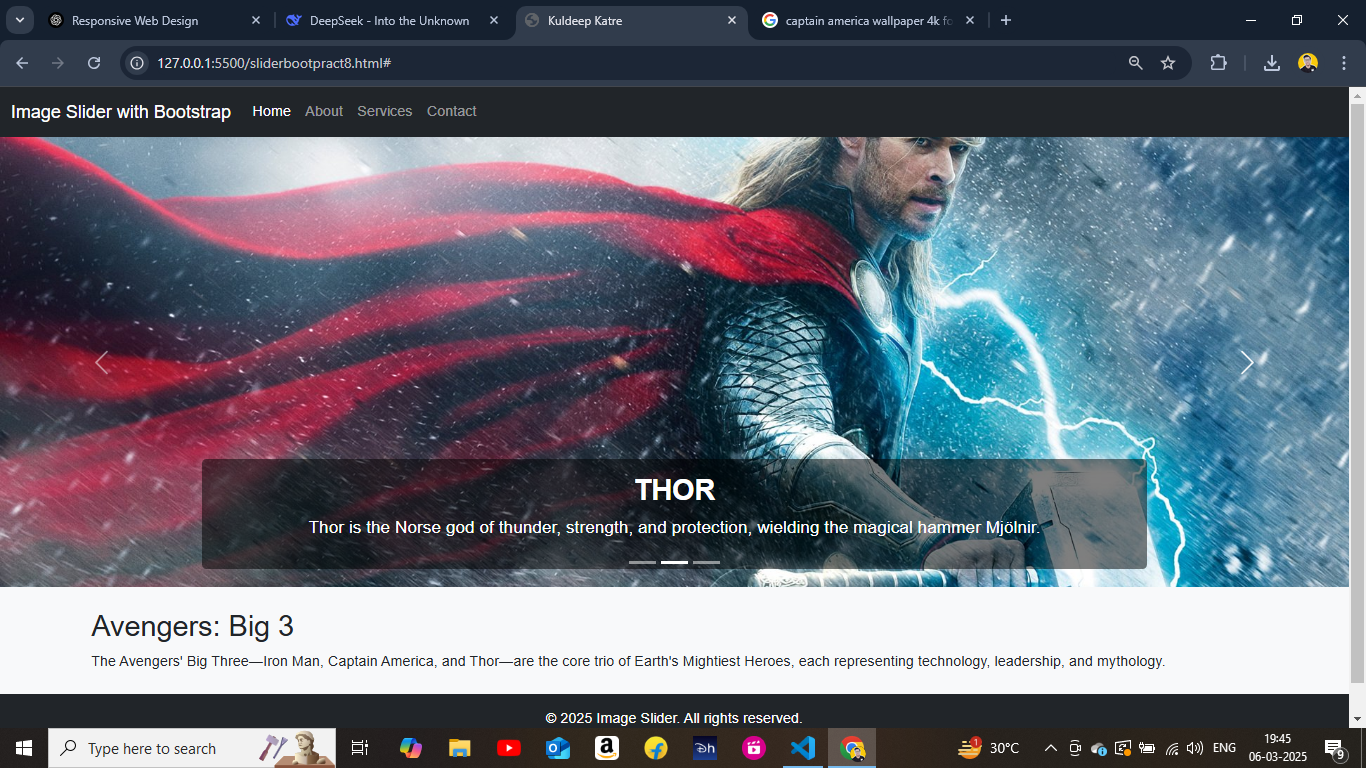 Responsive Web Design
DeepSeek - Into the Unknown
Kuldeep Katre
captain america wallpaper 4k fo
127.0.0.1:5500/sliderbootpract8.html#
Image Slider with Bootstrap
Home
About
Services
Contact
THOR
Thor is the Norse god of thunder, strength, and protection, wielding the magical hammer Mjölnir.
Avengers: Big 3
The Avengers' Big Three—Iron Man, Captain America, and Thor—are the core trio of Earth's Mightiest Heroes, each representing technology, leadership, and mythology.
© 2025 Image Slider. All rights reserved.
Type here to search
a
Dh
1
30°C
ENG
19:45
06-03-2025
9